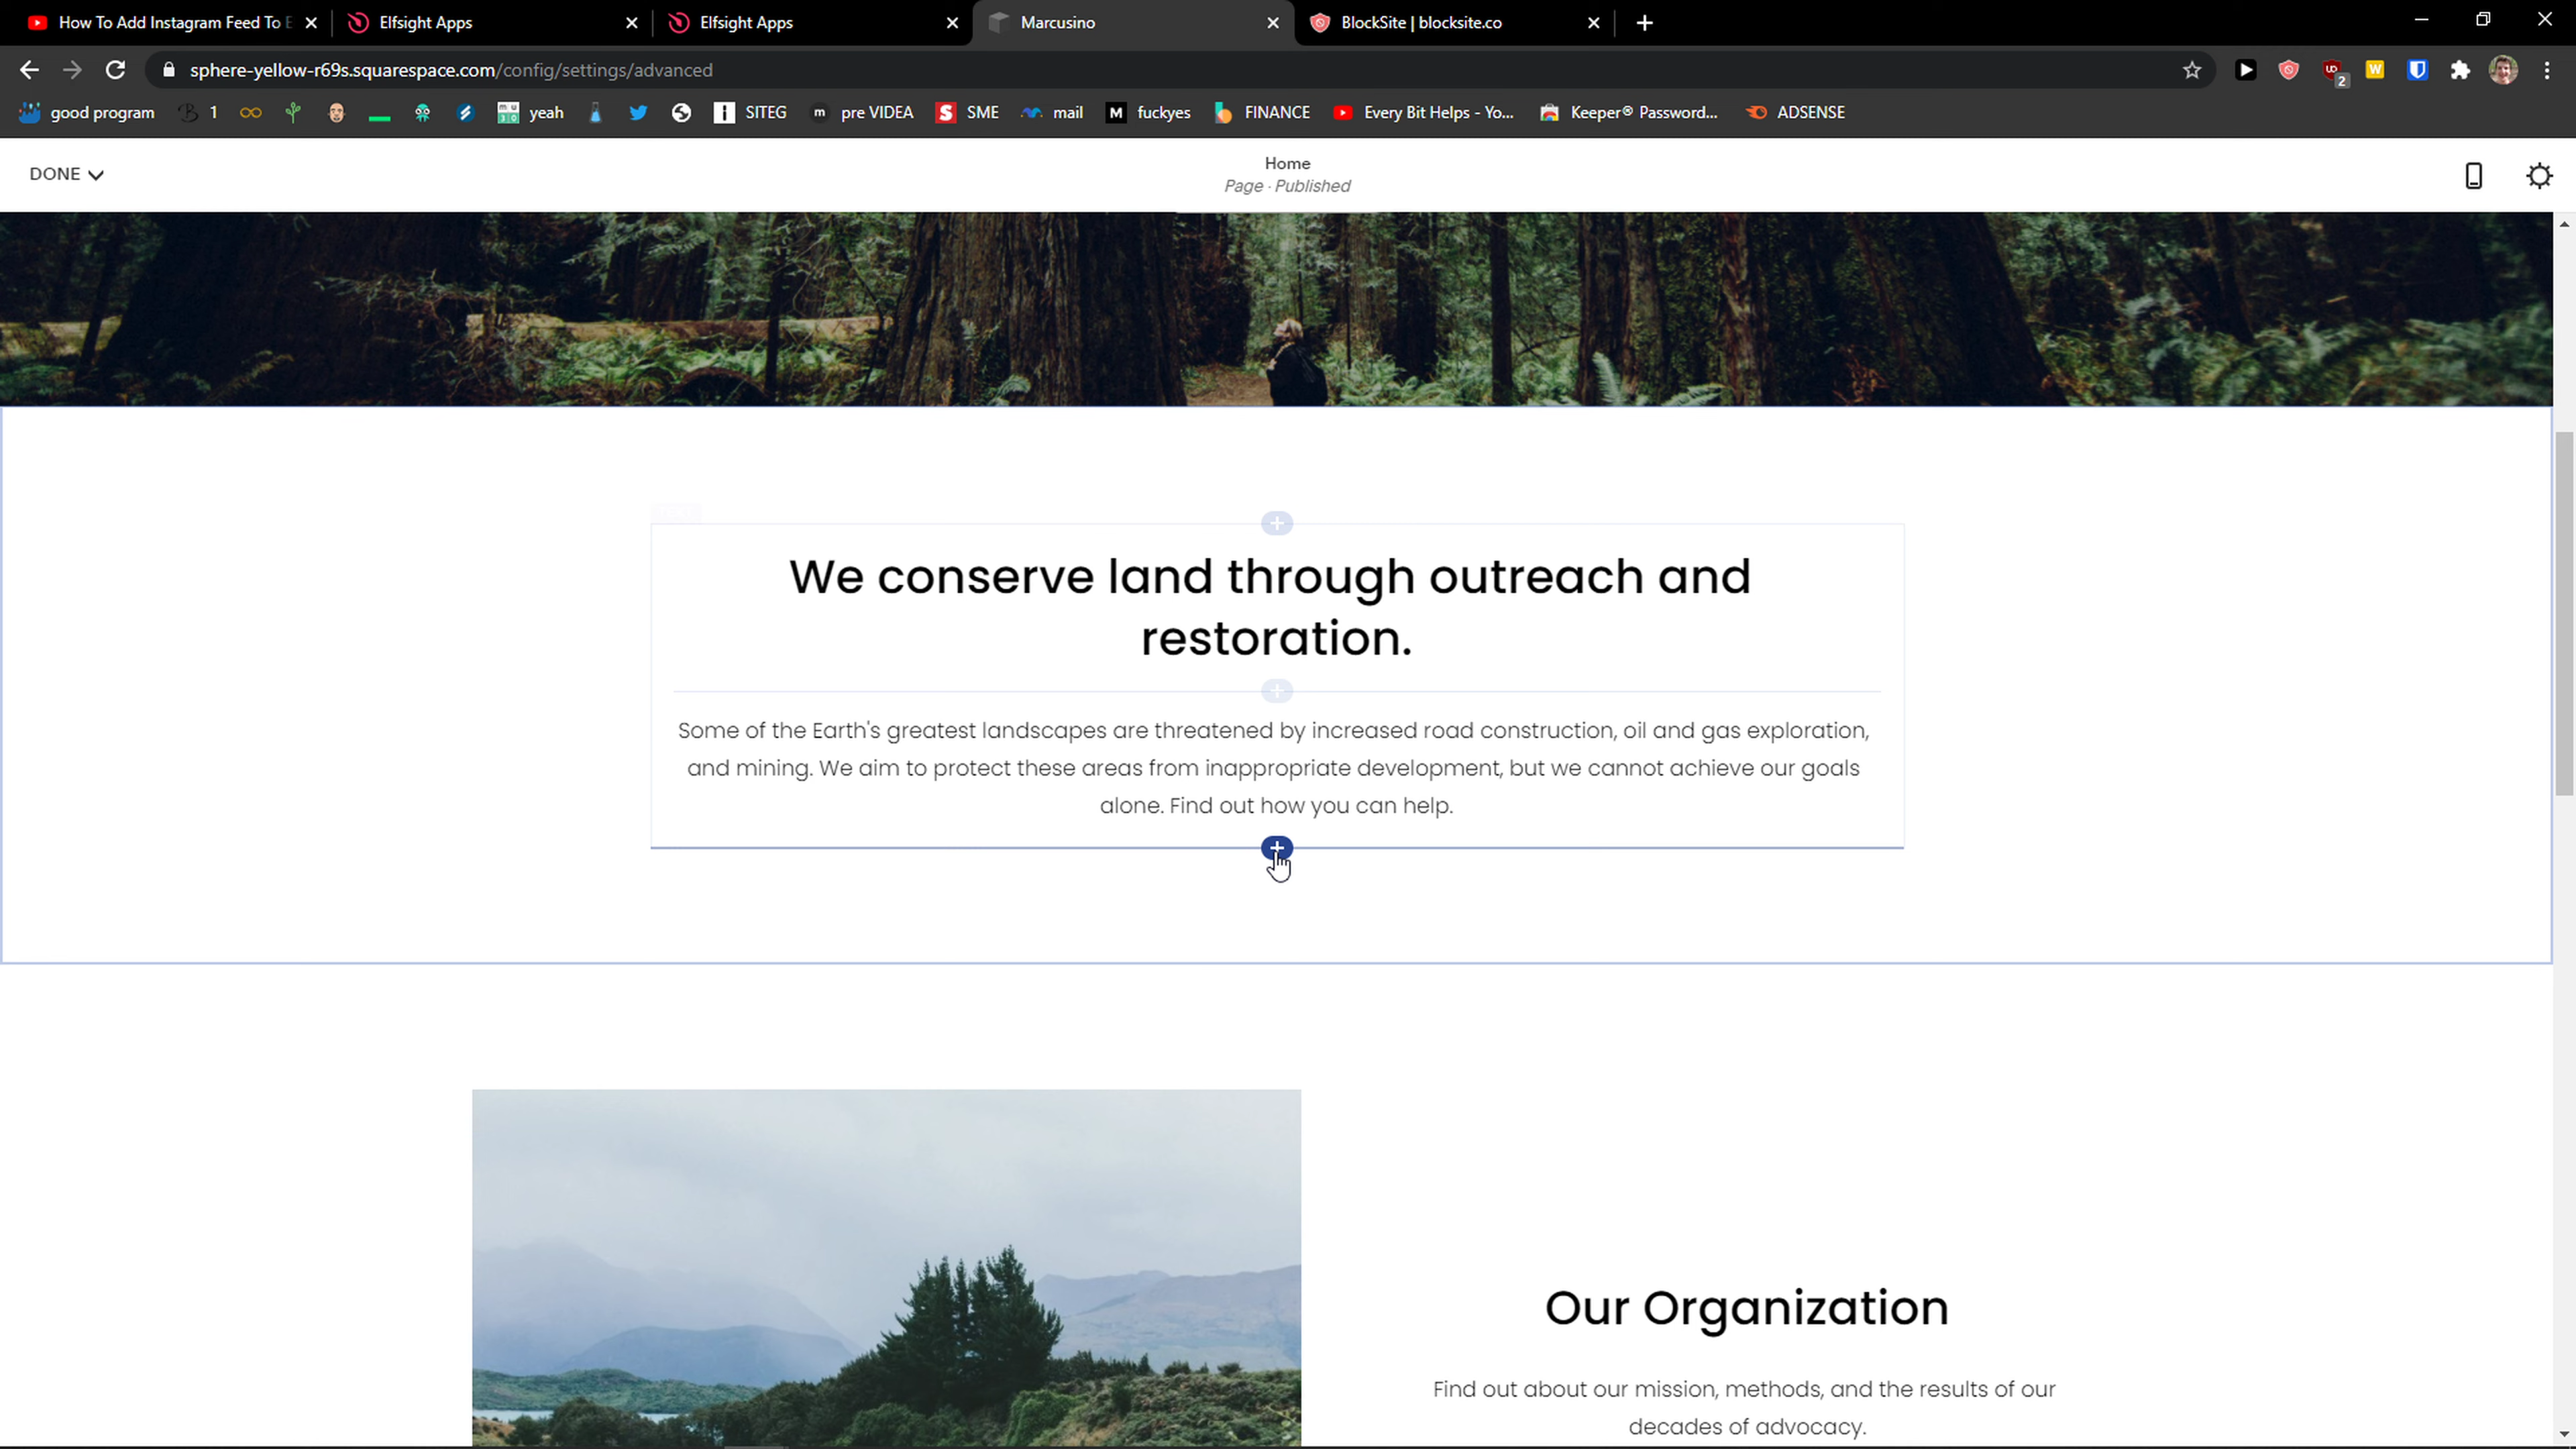 How To Add Instagram Feed To E
Elfsight Apps
Elfsight Apps
Marcusino
BlockSite | blocksite.co
sphere-yellow-r69s.squarespace.com/config/settings/advanced
2
good program
1
yeah
SITEG
pre VIDEA
SME
mail
fuckyes
FINANCE
Every Bit Helps - Yo...
Keeper® Password...
ADSENSE
DONE
Home
Page · Published
We conserve land through outreach and
restoration.
Some of the Earth's greatest landscapes are threatened by increased road construction, oil and gas exploration,
and mining. We aim to protect these areas from inappropriate development, but we cannot achieve our goals
alone. Find out how you can help.
Our Organization
Find out about our mission, methods, and the results of our
decades of advocacy.